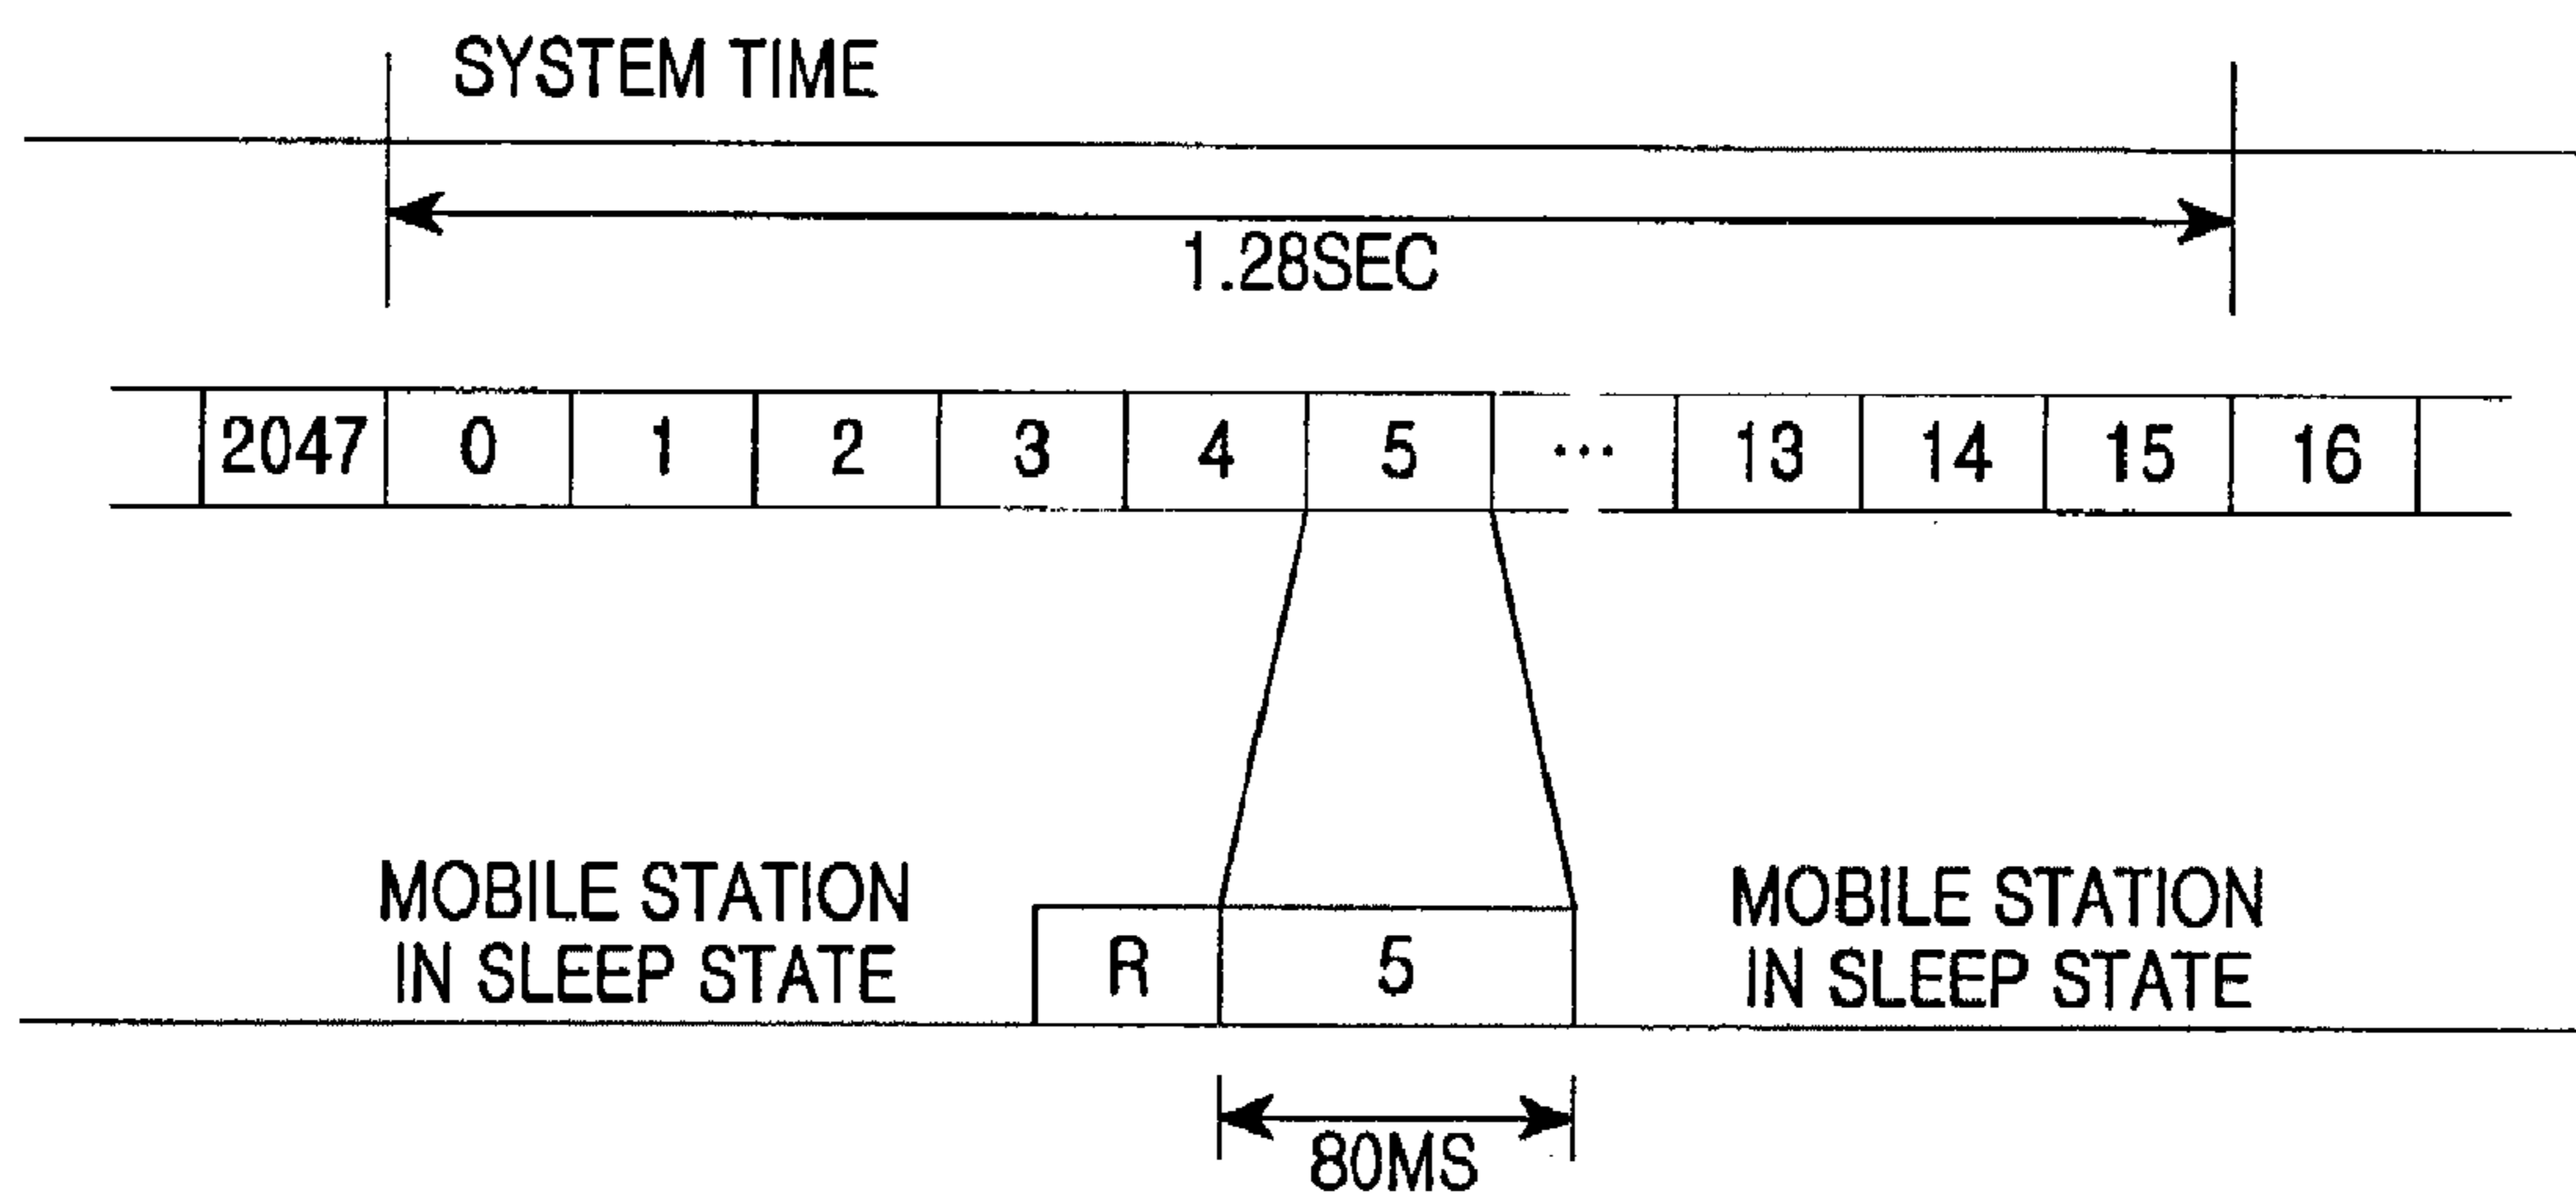 SYSTEM TIME
1.28SEC
2047 0 1 2 3 4 5 ... 13 14 15 16
MOBILE STATION
IN SLEEP STATE
R 5
MOBILE STATION
IN SLEEP STATE
80MS